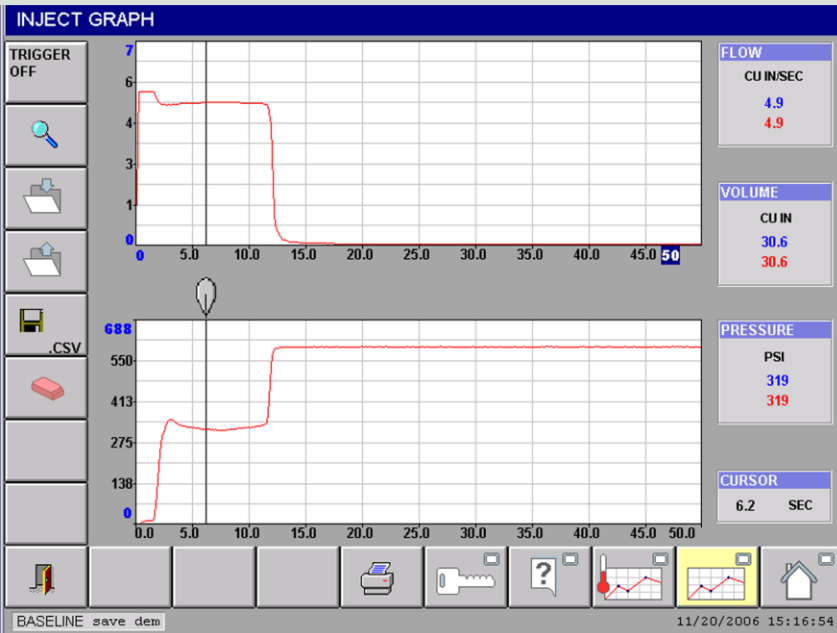 INJECT GRAPH
TRIGGER
OFF
7
6
4
3
1
0
0 5.0 10.0 15.0 20.0 25.0 30.0 35.0 40.0 45.0 50
FLOW
CU IN/SEC
4.9
4.9
VOLUME
CU IN
30.6
30.6
.CSV
688
550
413
275
138
0
0.0 5.0 10.0 15.0 20.0 25.0 30.0 35.0 40.0 45.0 50.0
PRESSURE
PSI
319
319
CURSOR
6.2 SEC
?
BASELINE save dem
11/20/2006 15:16:54